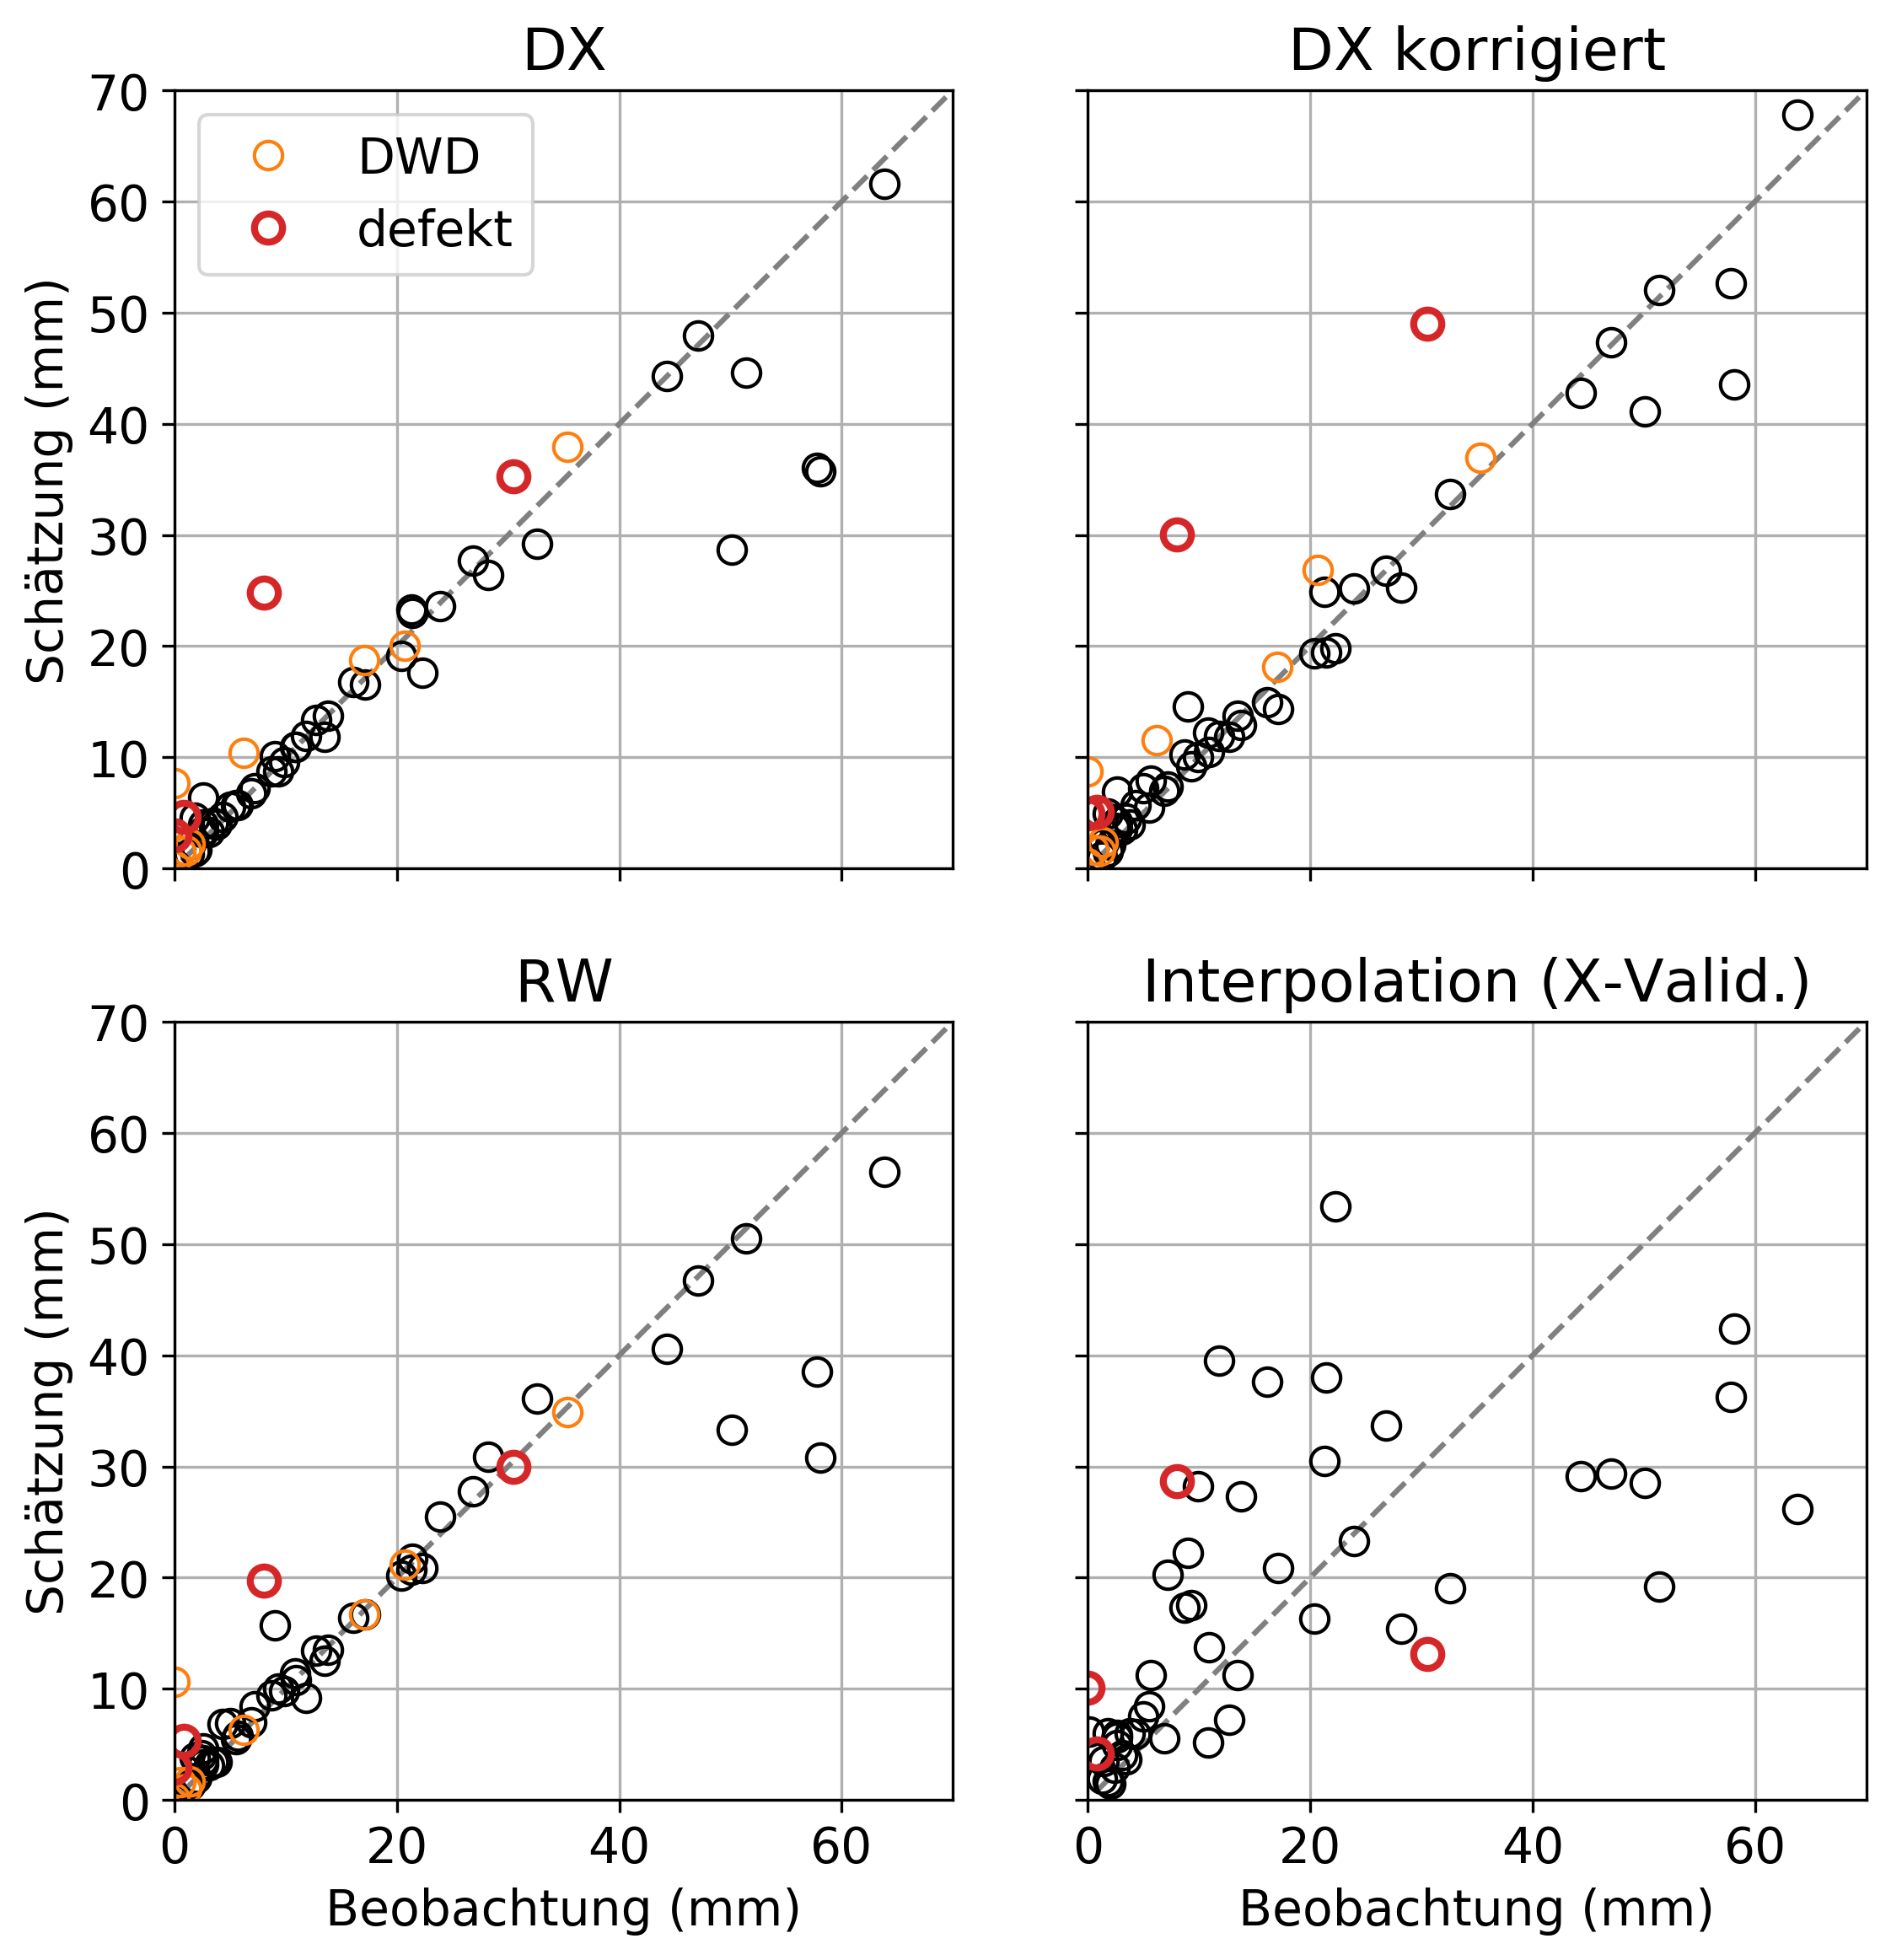 DX
DX korrigiert
70
60
50
40
30
20
10
0
Schätzung (mm)
DWD
defekt
RW
Interpolation (X-Valid.)
70
60
50
40
30
20
10
0
Schätzung (mm)
0 20 40 60
0 20 40 60
Beobachtung (mm)
Beobachtung (mm)